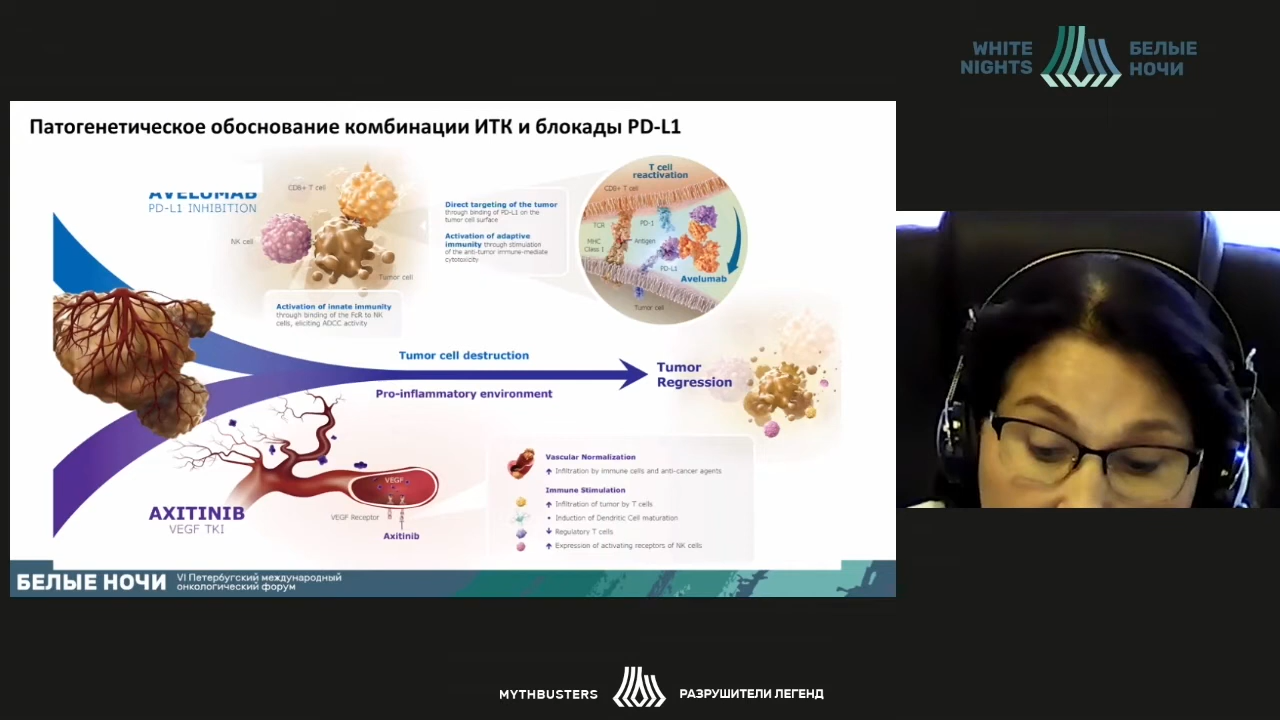 WHITE
NIGHTS
БЕЛЫЕ
НОЧИ
Патогенетическое обоснование комбинации ИТК и блокады PD-L1
AVELUMAB
PD-L1 INHIBITION
CD8+ T cell
NK cell
Tumor cell
Direct targeting of the tumor
through binding of PD-L1 on the
tumor cell surface
Activation of adaptive
immunity through stimulation
of the anti-tumor immune-mediate
cytotoxicity
Activation of innate immunity
through binding of the FcR to NK
cells, eliciting ADCC activity
T cell
reactivation
CD8+ T cell
TCR
PD-1
MHC
Class I
Antigen
PD-L1
Avelumab
Tumor cell
Tumor cell destruction
Pro-inflammatory environment
Tumor
Regression
AXITINIB
VEGF TKI
VEGF
VEGF Receptor
Axitinib
Vascular Normalization
Infiltration by immune cells and anti-cancer agents
Immune Stimulation
Infiltration of tumor by T cells
Induction of Dendritic Cell maturation
Regulatory T cells
Expression of activating receptors of NK cells
БЕЛЫЕ НОЧИ
VI Петербургский международный
онкологический форум
MYTHBUSTERS
РАЗРУШИТЕЛИ ЛЕГЕНД